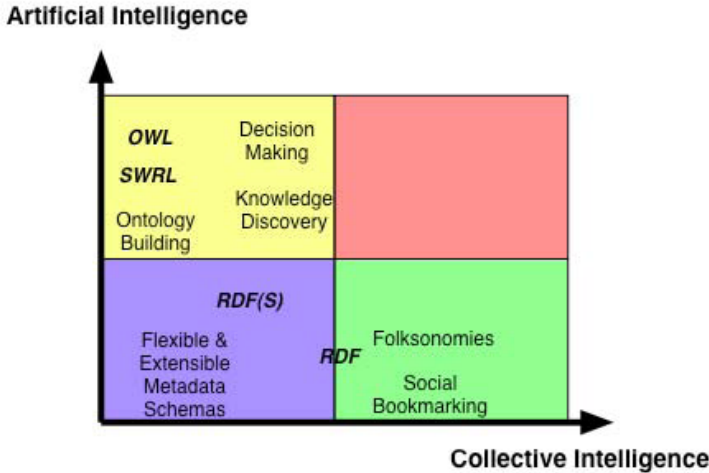 Artificial Intelligence
OWL
SWRL
Ontology
Building
Decision
Making
Knowledge
Discovery
RDF(S)
Flexible &
Extensible
Metadata
Schemas
RDF
Folksonomies
Social
Bookmarking
Collective Intelligence